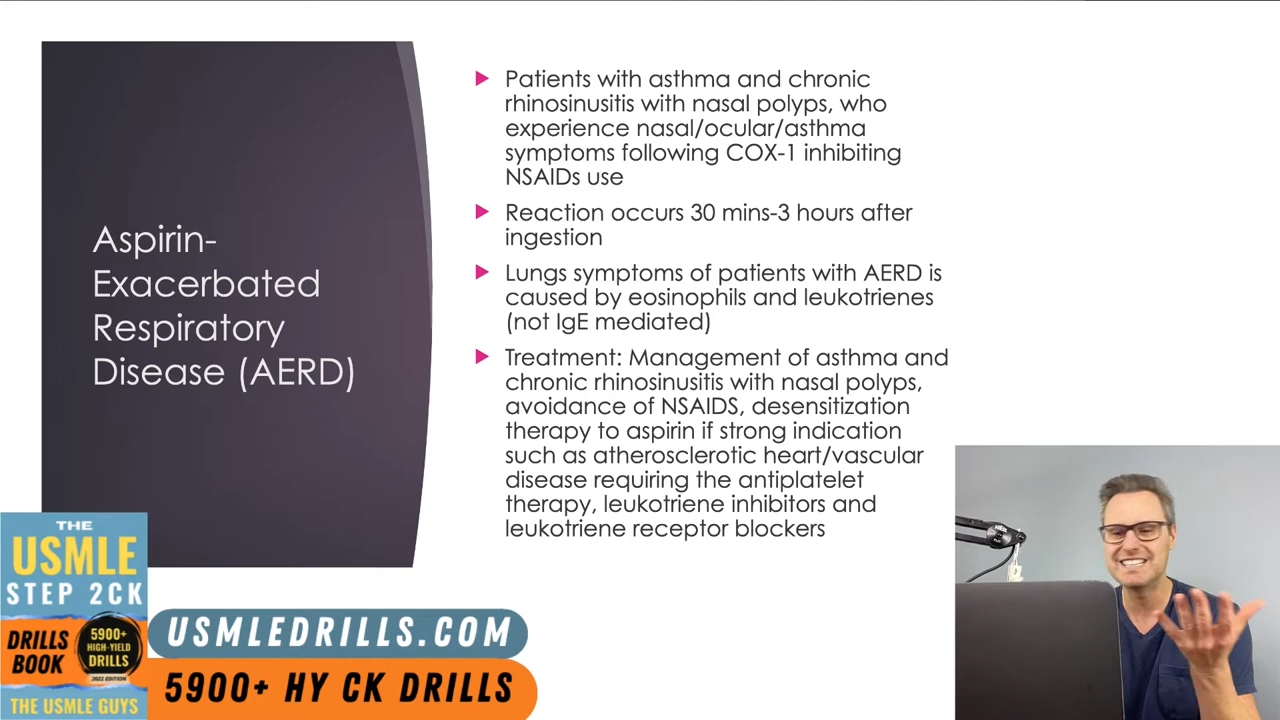 Aspirin-
Exacerbated
Respiratory
Disease (AERD)
Patients with asthma and chronic
rhinosinusitis with nasal polyps, who
experience nasal/ocular/asthma
symptoms following COX-1 inhibiting
NSAIDs use
Reaction occurs 30 mins-3 hours after
ingestion
Lungs symptoms of patients with AERD is
caused by eosinophils and leukotrienes
(not IgE mediated)
Treatment: Management of asthma and
chronic rhinosinusitis with nasal polyps,
avoidance of NSAIDS, desensitization
therapy to aspirin if strong indication
such as atherosclerotic heart/vascular
disease requiring the antiplatelet
therapy, leukotriene inhibitors and
leukotriene receptor blockers
THE
USMLE
STEP 2CK
DRILLS
BOOK
5900+
HIGH-YIELD
DRILLS
2022 EDITION
THE USMLE GUYS
USMLEDRILLS.COM
5900+ HY CK DRILLS